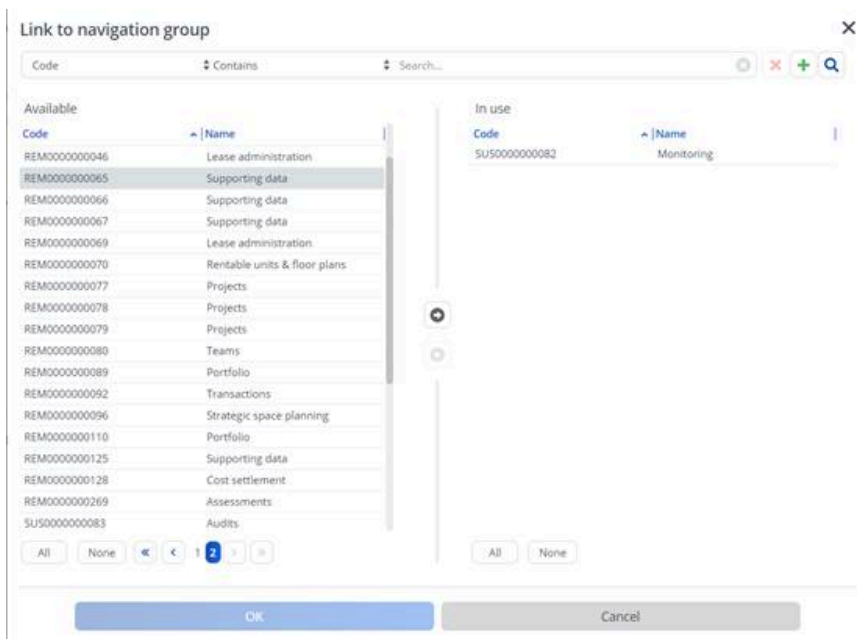 Link to navigation group
Code Contains Search...
Available
Code Name
REM0000000046 Lease administration
REM0000000065 Supporting data
REM0000000066 Supporting data
REM0000000067 Supporting data
REM0000000069 Lease administration
REM0000000070 Rentable units & floor plans
REM0000000077 Projects
REM0000000078 Projects
REM0000000079 Projects
REM0000000080 Teams
REM0000000089 Portfolio
REM0000000092 Transactions
REM0000000096 Strategic space planning
REM0000000110 Portfolio
REM0000000125 Supporting data
REM0000000128 Cost settlement
REM0000000269 Assessments
SUS0000000083 Audits
All None « < 1 2 > »
In use
Code Name
SUS0000000082 Monitoring
All None
OK Cancel